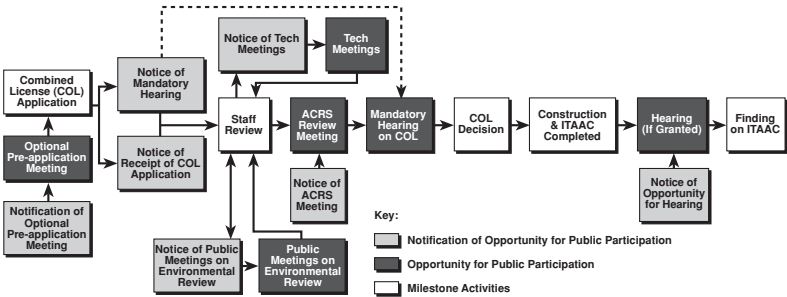 Notice of Tech
Meetings
Tech
Meetings
Combined
License (COL)
Application
Notice of
Mandatory
Hearing
Optional
Pre-application
Meeting
Notice of
Receipt of COL
Application
Notification of
Optional
Pre-application
Meeting
Staff
Review
ACRS
Review
Meeting
Mandatory
Hearing
on COL
COL
Decision
Construction
& ITAAC
Completed
Hearing
(If Granted)
Finding
on ITAAC
Notice of
ACRS
Meeting
Notice of
Opportunity
for Hearing
Notice of Public
Meetings on
Environmental
Review
Public
Meetings on
Environmental
Review
Key:
Notification of Opportunity for Public Participation
Opportunity for Public Participation
Milestone Activities